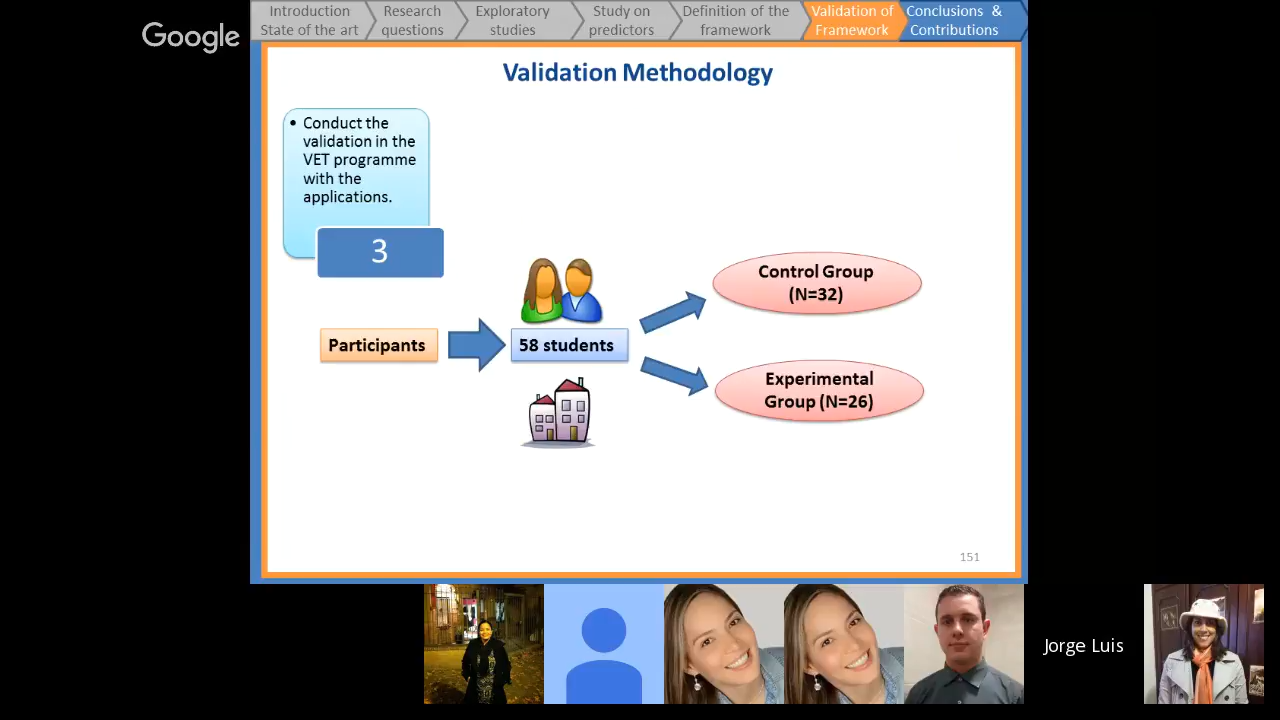 Google
Introduction
State of the art
Research
questions
Exploratory
studies
Study on
predictors
Definition of the
framework
Validation of
Framework
Conclusions &
Contributions
Validation Methodology
• Conduct the
validation in the
VET programme
with the
applications.
3
Participants
58 students
Control Group
(N=32)
Experimental
Group (N=26)
151
Jorge Luis